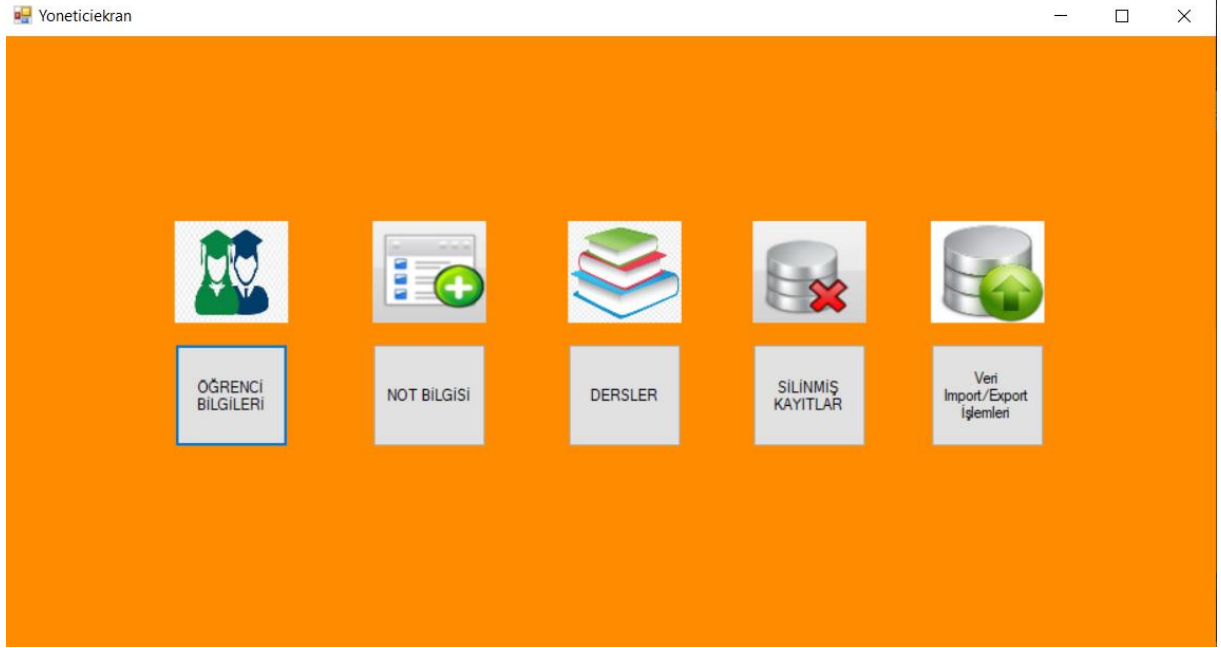 Yoneticiekran
ÖĞRENCİ
BİLGİLERİ
NOT BİLGİSİ
DERSLER
SİLİNMİŞ
KAYITLAR
Veri
Import/Export
İşlemleri